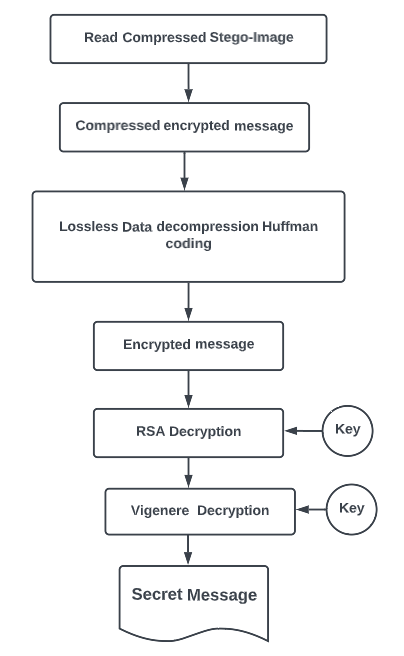 Read Compressed Stego-Image
Compressed encrypted message
Lossless Data decompression Huffman
coding
Encrypted message
RSA Decryption
Key
Vigenere Decryption
Key
Secret Message